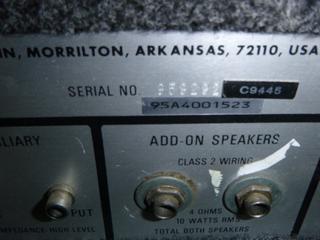 MORRILTON, ARKANSAS, 72110, USA
SERIAL NO. C9445
95A4001523
ADD-ON SPEAKERS
CLASS 2 WIRING
4 OHMS
10 WATTS RMS
TOTAL BOTH SPEAKERS